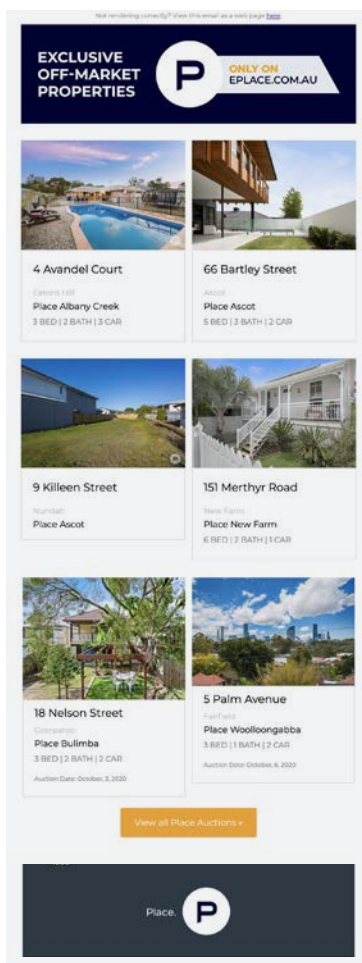 Not rendering correctly? View this email as a web page here.
EXCLUSIVE
OFF-MARKET
PROPERTIES
P
ONLY ON
EPLACE.COM.AU
4 Avandel Court
Eatons Hill
Place Albany Creek
3 BED | 2 BATH | 3 CAR
66 Bartley Street
Ascot
Place Ascot
5 BED | 3 BATH | 2 CAR
9 Killeen Street
Nundah
Place Ascot
151 Merthyr Road
New Farm
Place New Farm
6 BED | 2 BATH | 1 CAR
18 Nelson Street
Coorparoo
Place Bulimba
3 BED | 2 BATH | 2 CAR
Auction Date: October, 3, 2020
5 Palm Avenue
Fairfield
Place Woolloongabba
3 BED | 1 BATH | 2 CAR
Auction Date: October, 6, 2020
View all Place Auctions »
Place.
P